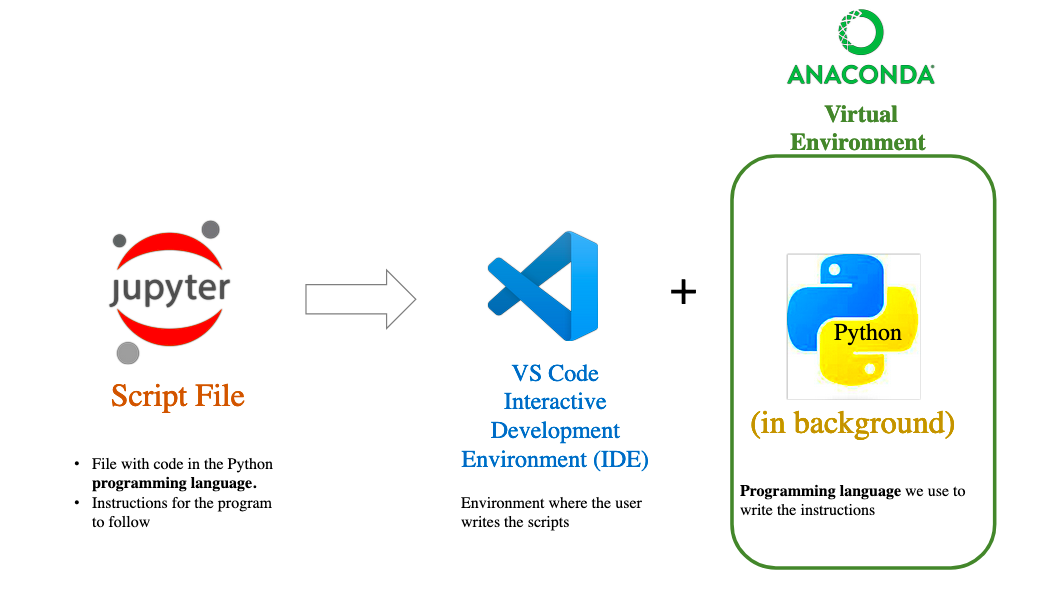 ANACONDA
Virtual
Environment
jupyter
Python
Script File
VS Code
Interactive
Development
Environment (IDE)
+
(in background)
• File with code in the Python
programming language.
• Instructions for the program
to follow
Environment where the user
writes the scripts
Programming language we use to
write the instructions